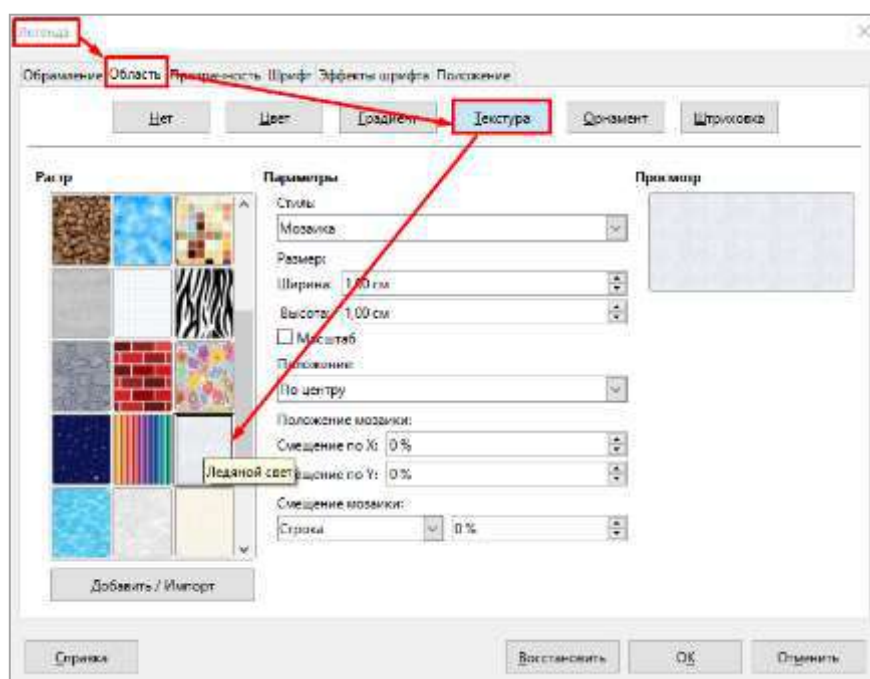 Легенда
Обрамление Область Прозрачность Шрифт Эффекты шрифта Положение
Нет Цвет Градиент Текстура Орнамент Штриховка
Растр Параметры Просмотр
Стиль:
Мозаика
Размер:
Ширина: 1,00 см
Высота: 1,00 см
Масштаб
Положение:
По центру
Положение мозаики:
Смещение по X: 0 %
Ледяной свет
Смещение по Y: 0 %
Смещение мозаики:
Строка 0 %
Добавить / Импорт
Справка Восстановить ОК Отменить